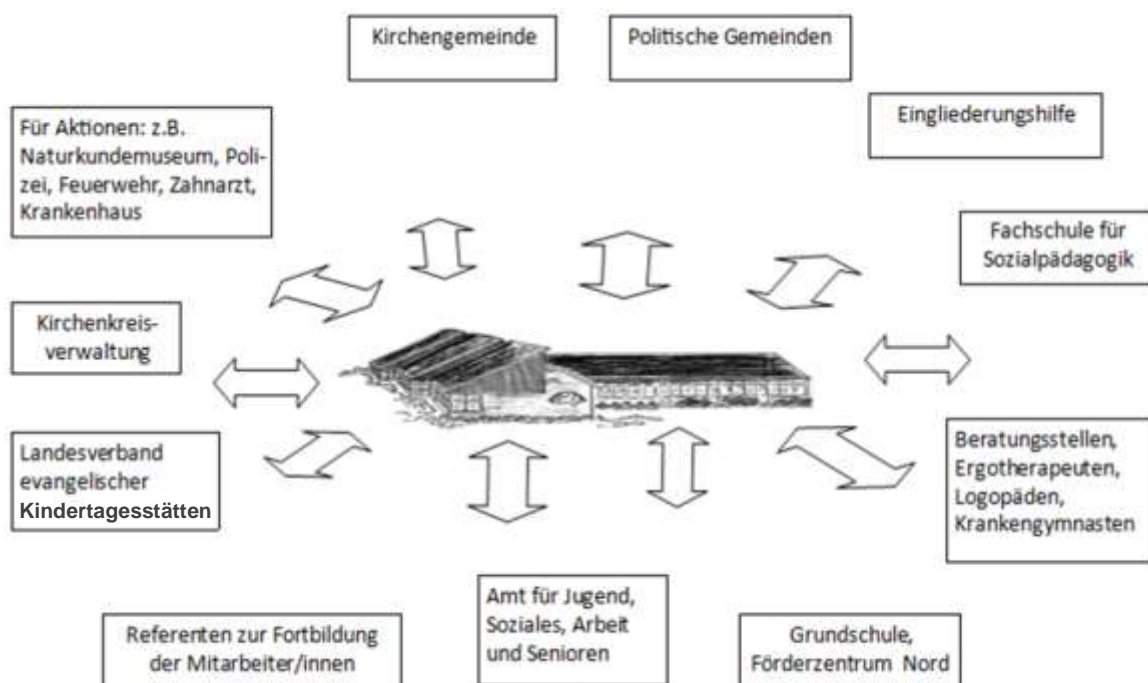 Kirchengemeinde
Politische Gemeinden
Eingliederungshilfe
Für Aktionen: z.B.
Naturkundemuseum, Poli-
zei, Feuerwehr, Zahnarzt,
Krankenhaus
Fachschule für
Sozialpädagogik
Kirchenkreis-
verwaltung
Landesverband
evangelischer
Kindertagesstätten
Beratungsstellen,
Ergotherapeuten,
Logopäden,
Krankengymnasten
Referenten zur Fortbildung
der Mitarbeiter/innen
Amt für Jugend,
Soziales, Arbeit
und Senioren
Grundschule,
Förderzentrum Nord